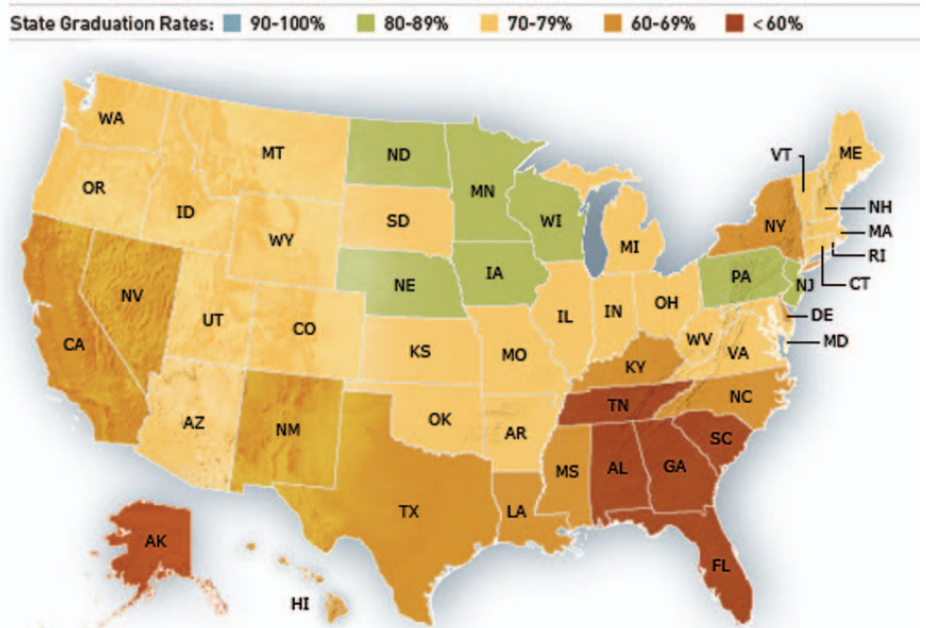 State Graduation Rates: 90-100% 80-89% 70-79% 60-69% <60%
WA
MT
ND
MN
VT
ME
OR
ID
SD
WI
NH
WY
NY
MA
MI
RI
NE
IA
PA
NJ
CT
NV
UT
CO
IL
IN
OH
DE
CA
KS
MO
WV
VA
MD
KY
AZ
NM
OK
AR
TN
NC
SC
MS
AL
GA
TX
LA
AK
FL
HI